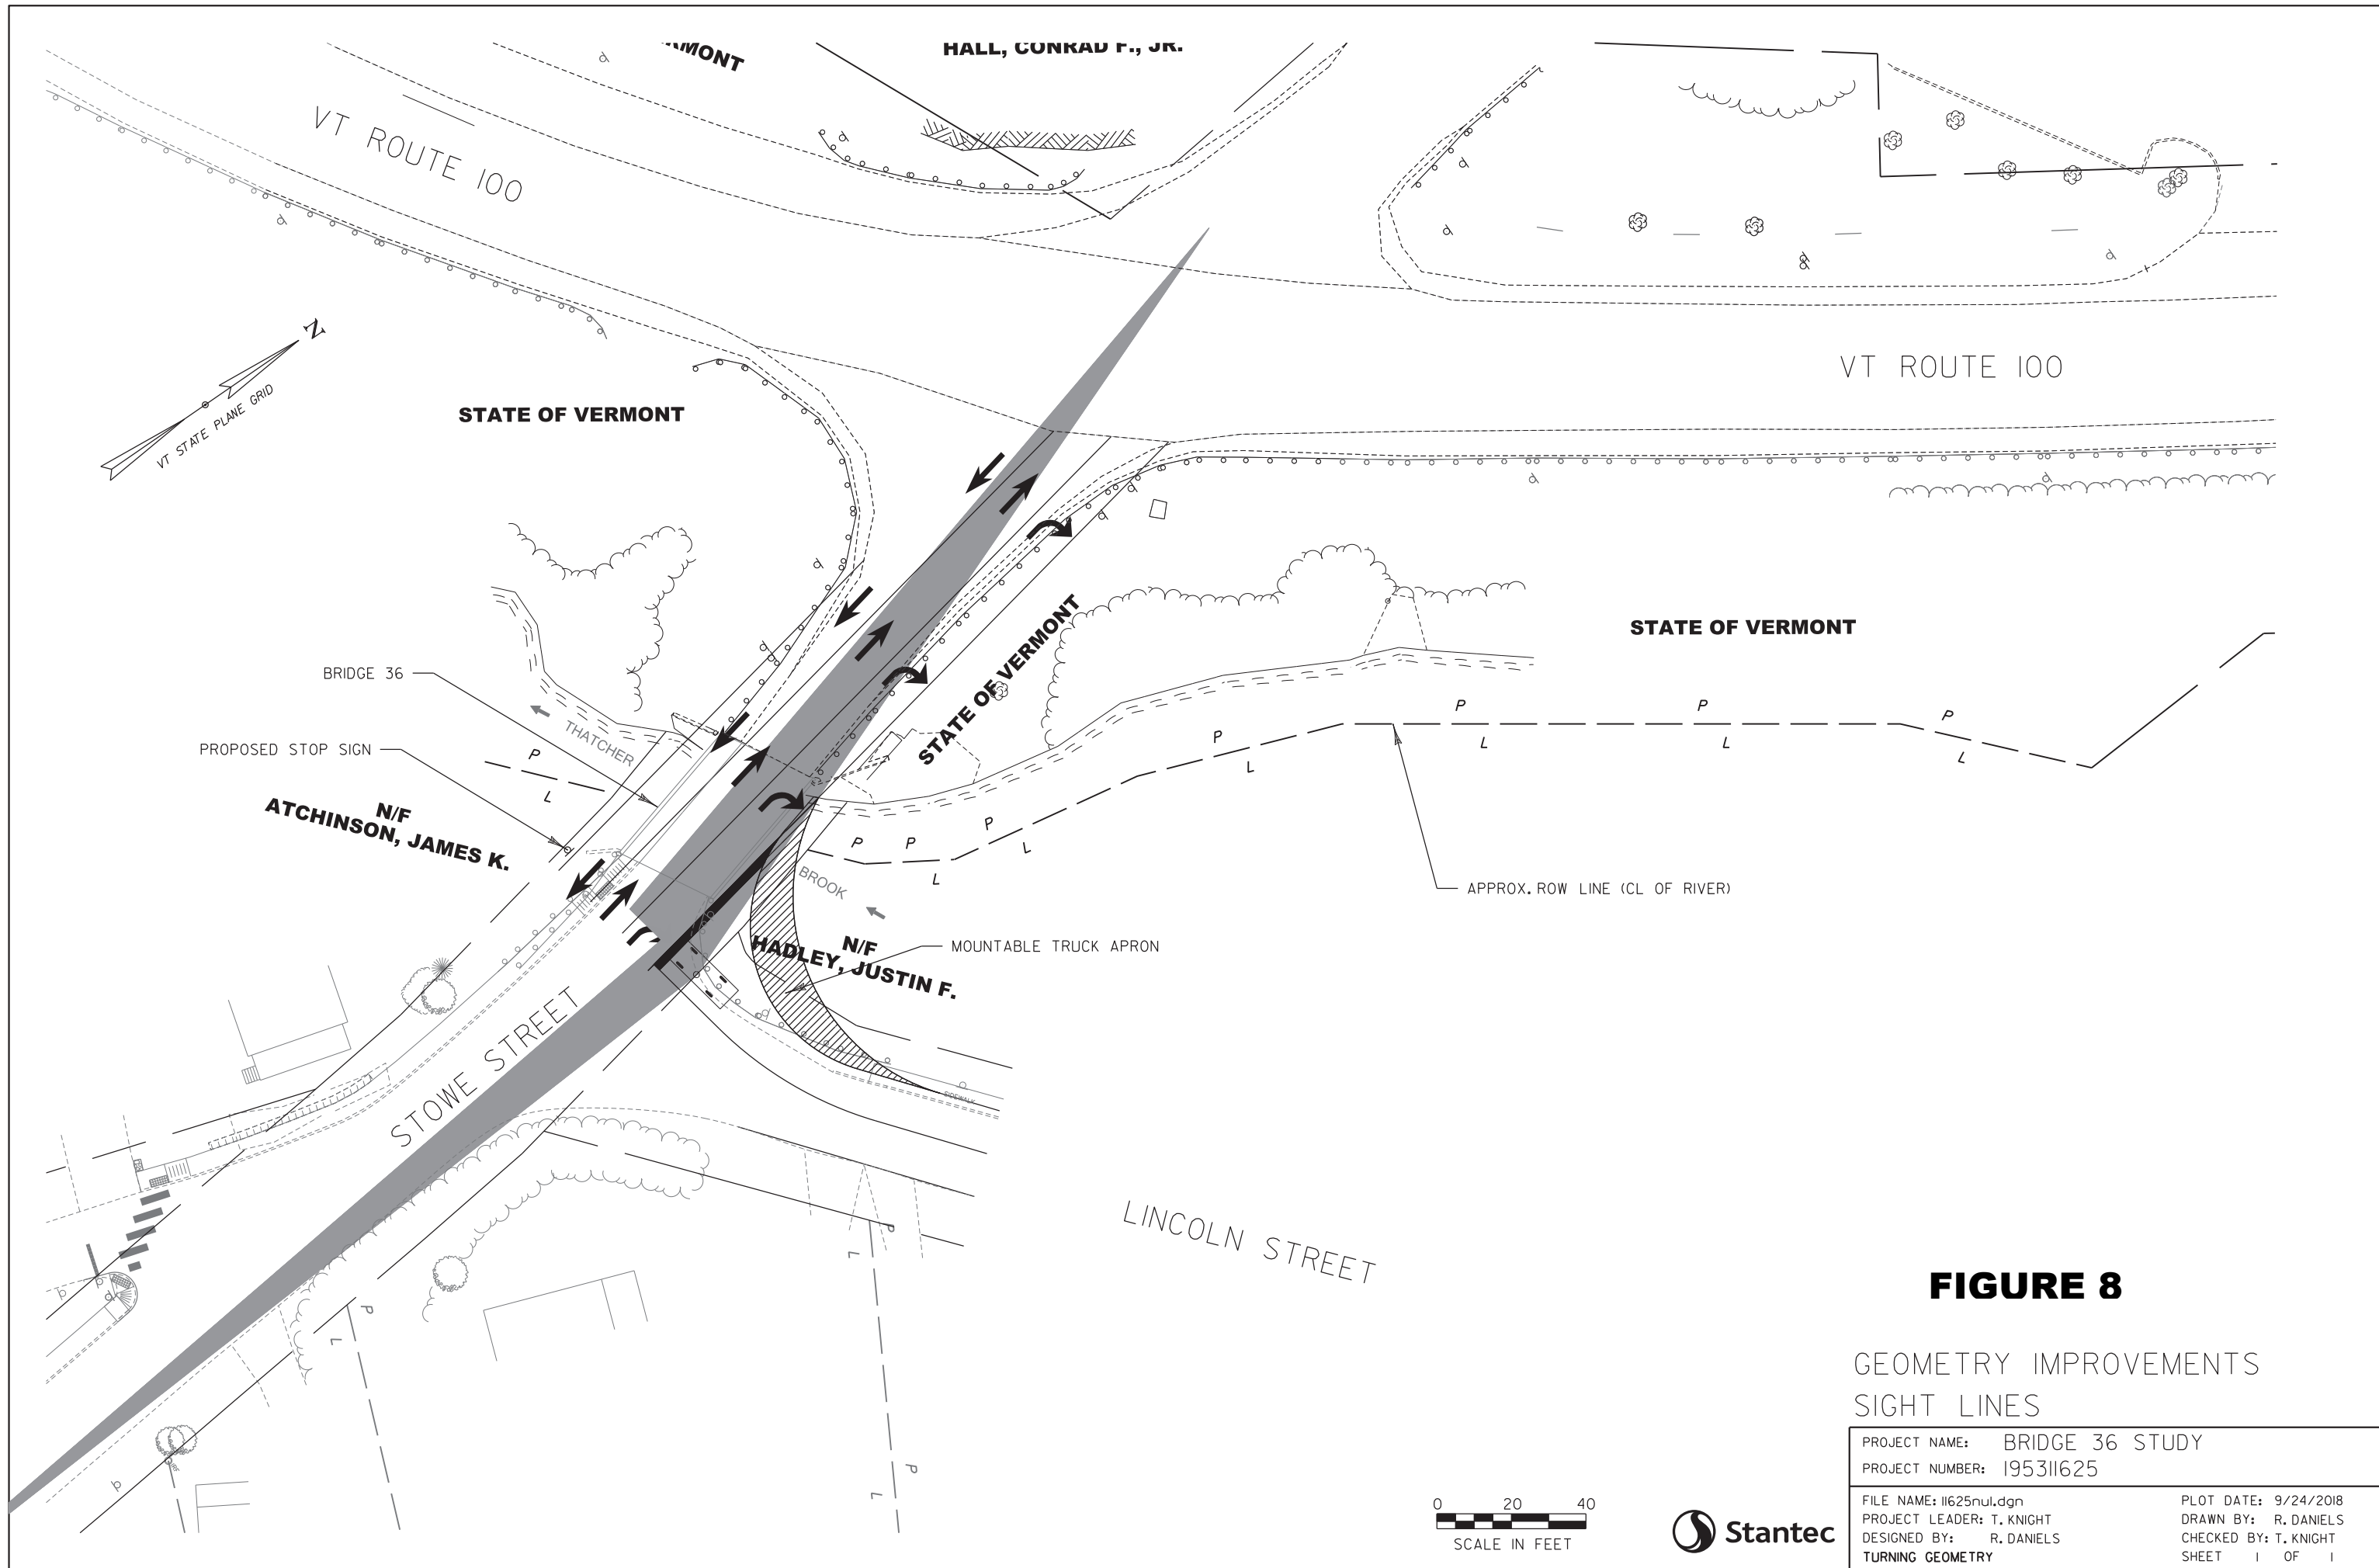 RMONT
HALL, CONRAD F., JR.
VT ROUTE 100
N
VT STATE PLANE GRID
STATE OF VERMONT
VT ROUTE 100
STATE OF VERMONT
STATE OF VERMONT
BRIDGE 36
THATCHER
PROPOSED STOP SIGN
P
L
N/F
ATCHINSON, JAMES K.
P
L
P
L
P
L
P
L
P
L
P
P
L
BROOK
APPROX. ROW LINE (CL OF RIVER)
N/F
HADLEY, JUSTIN F.
MOUNTABLE TRUCK APRON
STOWE STREET
SIDEWALK
LINCOLN STREET
P
L
P
L
P
L
FIGURE 8
GEOMETRY IMPROVEMENTS
SIGHT LINES
PROJECT NAME: BRIDGE 36 STUDY
PROJECT NUMBER: 195311625
FILE NAME: 11625nul.dgn PLOT DATE: 9/24/2018
PROJECT LEADER: T. KNIGHT DRAWN BY: R. DANIELS
DESIGNED BY: R. DANIELS CHECKED BY: T. KNIGHT
TURNING GEOMETRY SHEET 1 OF 1
0 20 40
SCALE IN FEET
Stantec